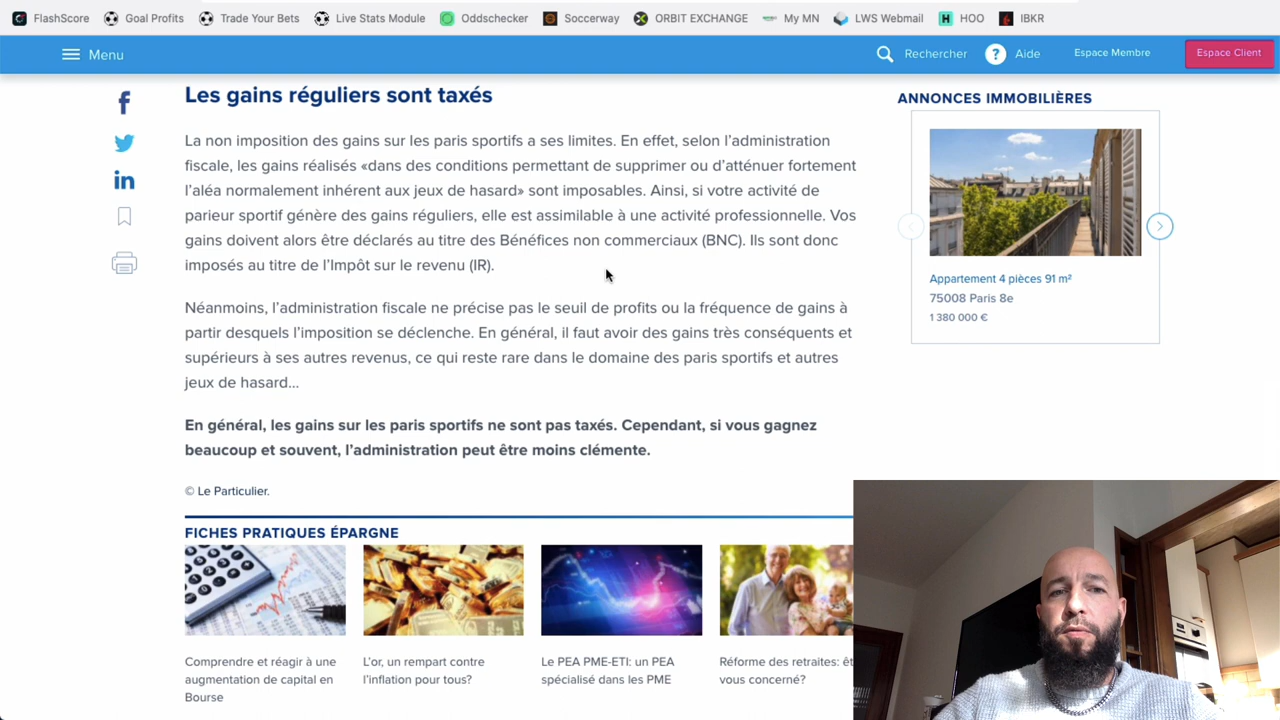 FlashScore Goal Profits Trade Your Bets Live Stats Module Oddschecker Soccerway ORBIT EXCHANGE My MN LWS Webmail HOO IBKR
Menu Rechercher Aide Espace Membre Espace Client
Les gains réguliers sont taxés
La non imposition des gains sur les paris sportifs a ses limites. En effet, selon l’administration
fiscale, les gains réalisés «dans des conditions permettant de supprimer ou d’atténuer fortement
l’aléa normalement inhérent aux jeux de hasard» sont imposables. Ainsi, si votre activité de
parieur sportif génère des gains réguliers, elle est assimilable à une activité professionnelle. Vos
gains doivent alors être déclarés au titre des Bénéfices non commerciaux (BNC). Ils sont donc
imposés au titre de l’Impôt sur le revenu (IR).
Néanmoins, l’administration fiscale ne précise pas le seuil de profits ou la fréquence de gains à
partir desquels l’imposition se déclenche. En général, il faut avoir des gains très conséquents et
supérieurs à ses autres revenus, ce qui reste rare dans le domaine des paris sportifs et autres
jeux de hasard...
En général, les gains sur les paris sportifs ne sont pas taxés. Cependant, si vous gagnez
beaucoup et souvent, l’administration peut être moins clémente.
© Le Particulier.
ANNONCES IMMOBILIÈRES
Appartement 4 pièces 91 m²
75008 Paris 8e
1 380 000 €
FICHES PRATIQUES ÉPARGNE
Comprendre et réagir à une
augmentation de capital en
Bourse
L’or, un rempart contre
l’inflation pour tous?
Le PEA PME-ETI: un PEA
spécialisé dans les PME
Réforme des retraites: êt
vous concerné?